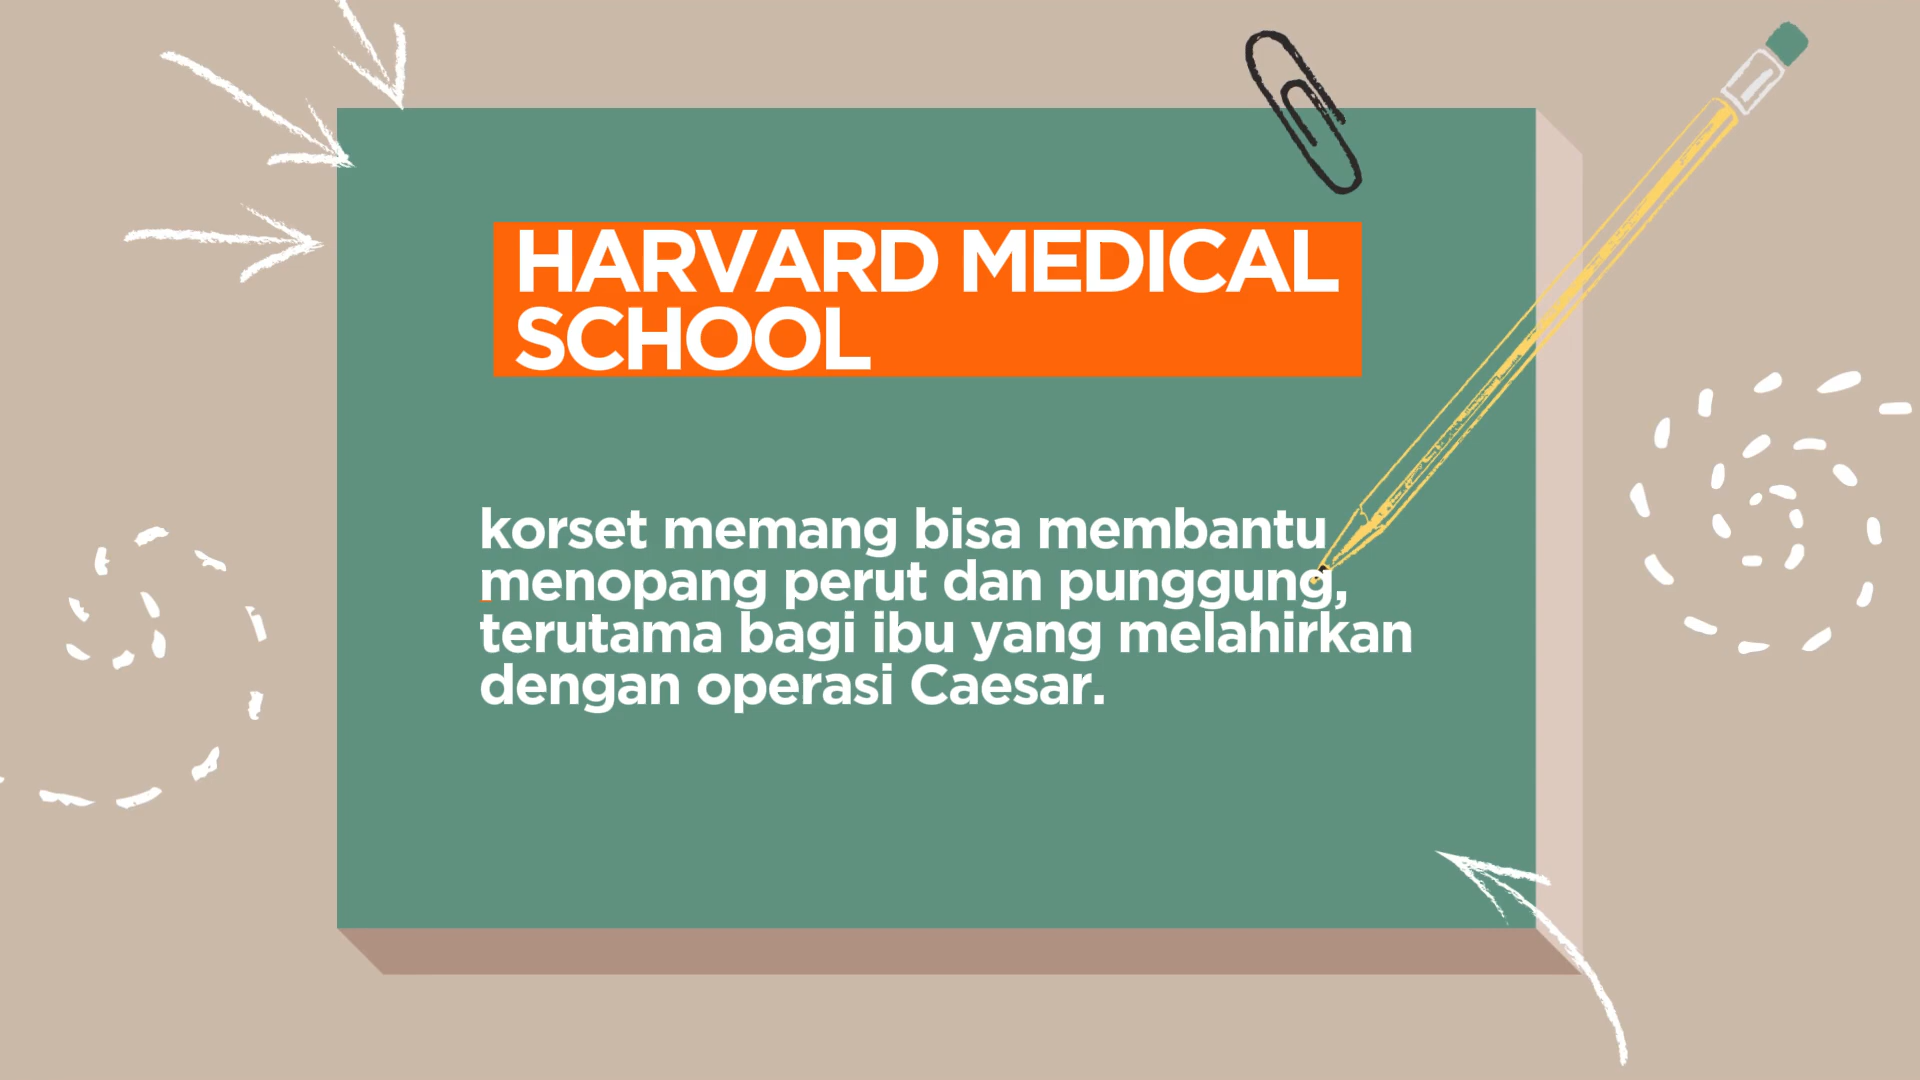 HARVARD MEDICAL
SCHOOL
korset memang bisa membantu
menopang perut dan punggung,
terutama bagi ibu yang melahirkan
dengan operasi Caesar.